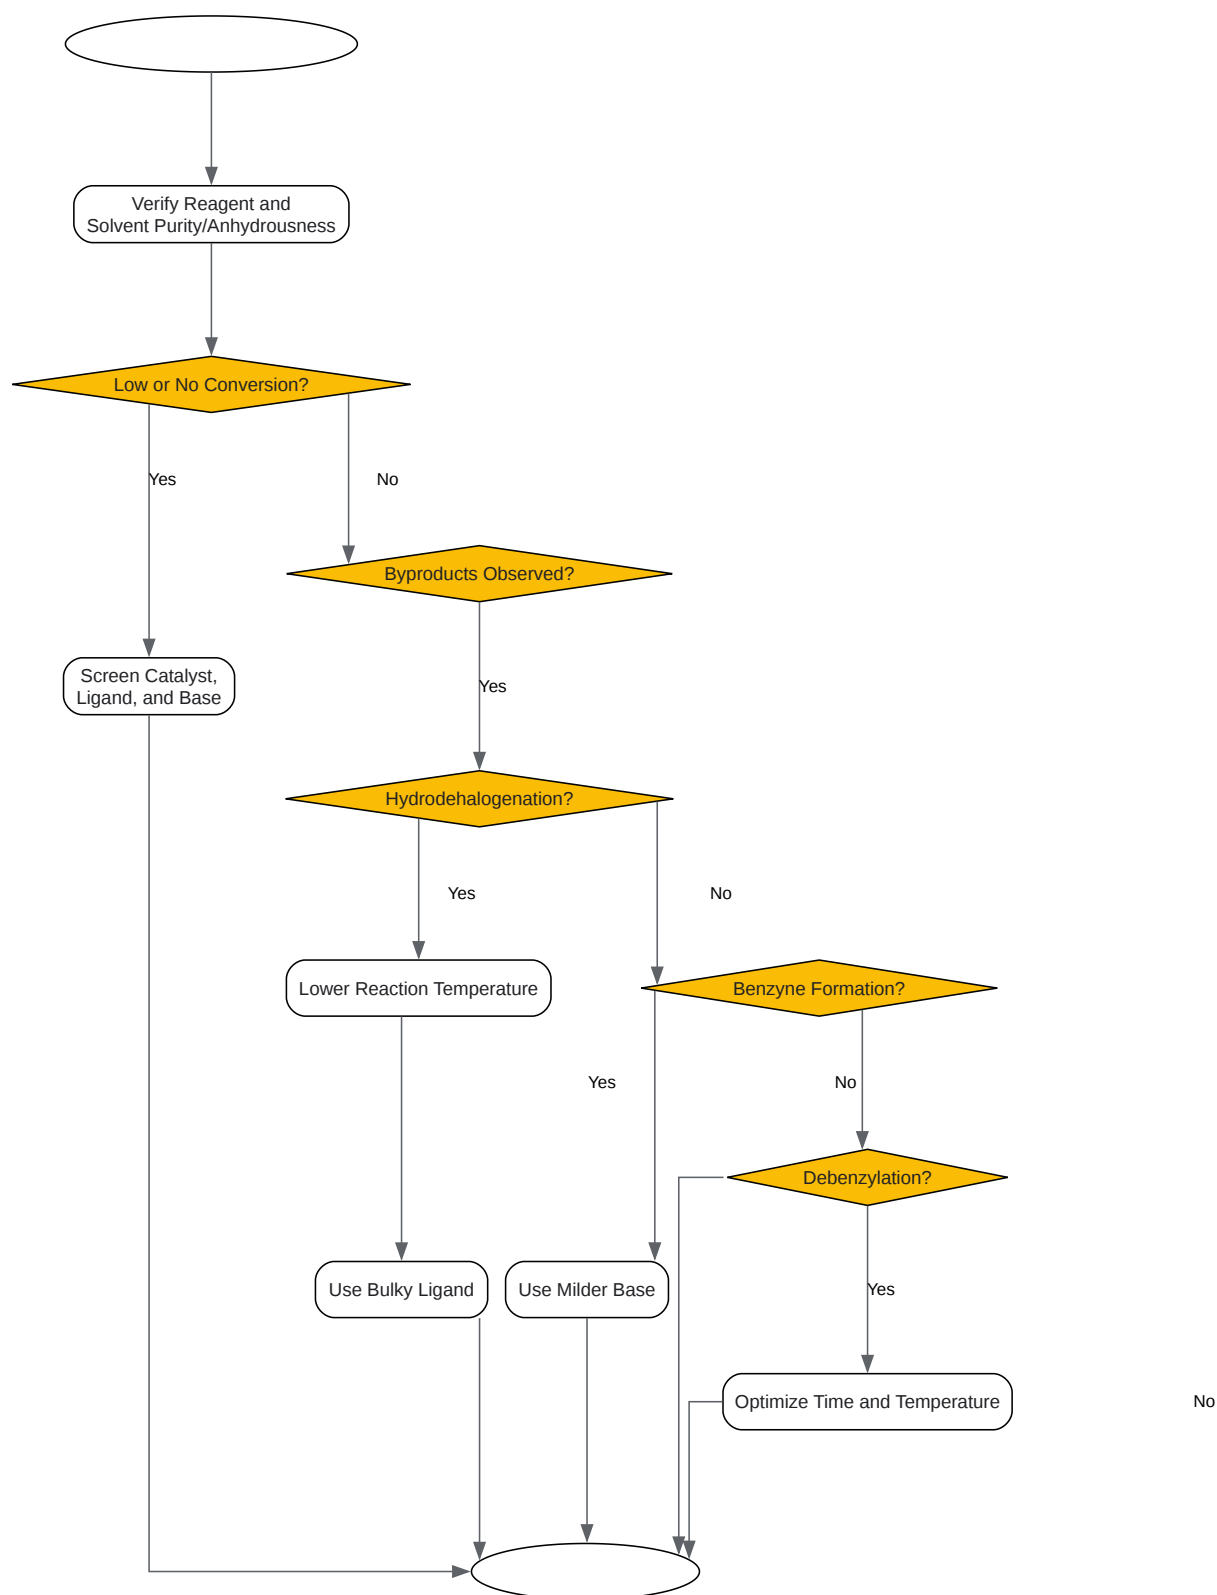 Verify Reagent and
Solvent Purity/Anhydrousness
Low or No Conversion?
Yes
No
Byproducts Observed?
Screen Catalyst,
Ligand, and Base
Yes
Hydrodehalogenation?
Yes
No
Lower Reaction Temperature
Benzyne Formation?
Yes
No
Debenzylation?
Use Bulky Ligand
Use Milder Base
Yes
Optimize Time and Temperature
No